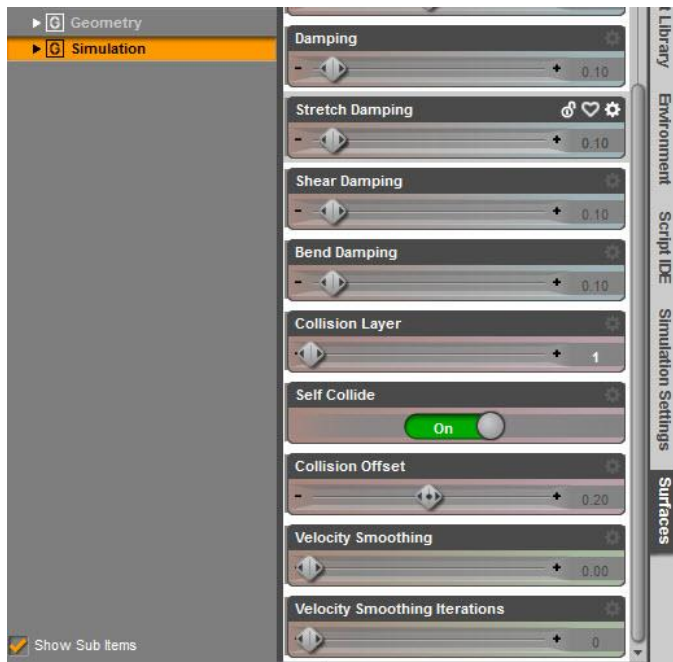 G Geometry
G Simulation
Show Sub Items
Damping
- + 0.10
Stretch Damping
- + 0.10
Shear Damping
- + 0.10
Bend Damping
- + 0.10
Collision Layer
+ 1
Self Collide
On
Collision Offset
- + 0.20
Velocity Smoothing
+ 0.00
Velocity Smoothing Iterations
+ 0
t Library
Environment
Script IDE
Simulation Settings
Surfaces